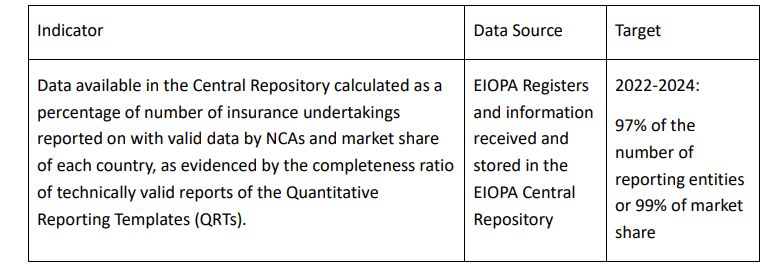 Indicator
Data Source
Target
Data available in the Central Repository calculated as a
percentage of number of insurance undertakings
reported on with valid data by NCAs and market share
of each country, as evidenced by the completeness ratio
of technically valid reports of the Quantitative
Reporting Templates (QRTs).
EIOPA Registers
and information
received and
stored in the
EIOPA Central
Repository
2022-2024:
97% of the
number of
reporting entities
or 99% of market
share